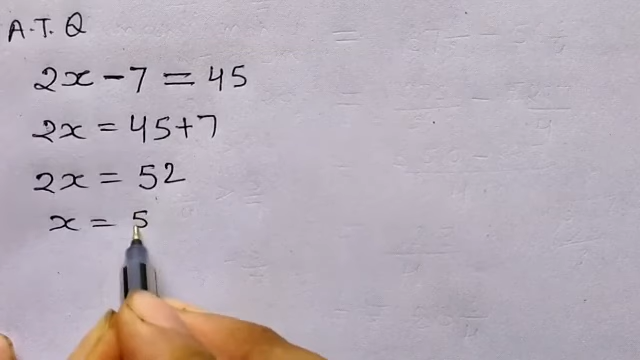 A.T.Q
2x - 7 = 45
2x = 45+7
2x = 52
x = 5